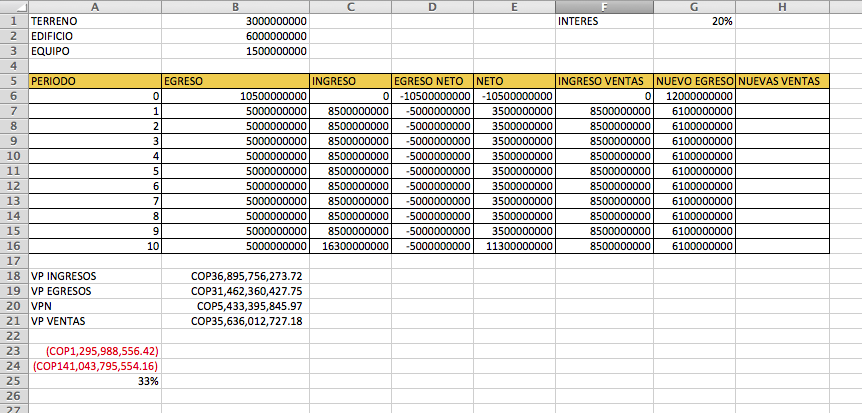 A B C D E F G H
1 TERRENO 3000000000 INTERES 20%
2 EDIFICIO 6000000000
3 EQUIPO 1500000000
4
5 PERIODO EGRESO INGRESO EGRESO NETO NETO INGRESO VENTAS NUEVO EGRESO NUEVAS VENTAS
6 0 10500000000 0 -10500000000 -10500000000 0 12000000000
7 1 5000000000 8500000000 -5000000000 3500000000 8500000000 6100000000
8 2 5000000000 8500000000 -5000000000 3500000000 8500000000 6100000000
9 3 5000000000 8500000000 -5000000000 3500000000 8500000000 6100000000
10 4 5000000000 8500000000 -5000000000 3500000000 8500000000 6100000000
11 5 5000000000 8500000000 -5000000000 3500000000 8500000000 6100000000
12 6 5000000000 8500000000 -5000000000 3500000000 8500000000 6100000000
13 7 5000000000 8500000000 -5000000000 3500000000 8500000000 6100000000
14 8 5000000000 8500000000 -5000000000 3500000000 8500000000 6100000000
15 9 5000000000 8500000000 -5000000000 3500000000 8500000000 6100000000
16 10 5000000000 16300000000 -5000000000 11300000000 8500000000 6100000000
17
18 VP INGRESOS COP36,895,756,273.72
19 VP EGRESOS COP31,462,360,427.75
20 VPN COP5,433,395,845.97
21 VP VENTAS COP35,636,012,727.18
22
23 (COP1,295,988,556.42)
24 (COP141,043,795,554.16)
25 33%
26
27